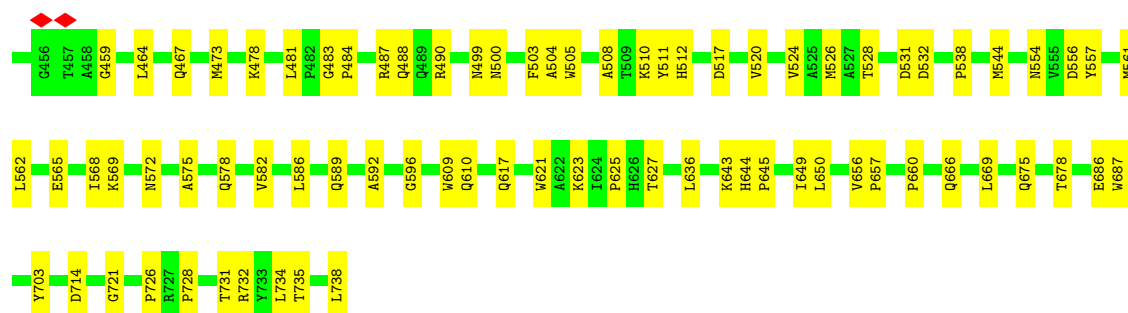 G456 T457 A458 G459 L464 Q467 M473 K478 L481 P482 G483 P484 R487 Q488 Q489 R490 N499 N500 F503 A504 W505 A508 T509 K510 Y511 H512 D517 V520 V524 A525 M526 A527 T528 D531 D532 P538 M544 N554 V555 D556 Y557 M561
L562 E565 I568 K569 N572 A575 Q578 V582 L586 Q589 A592 G596 W609 Q610 Q617 W621 A622 K623 I624 P625 H626 T627 L636 K643 H644 P645 I649 L650 V656 P657 P660 Q666 L669 Q675 T678 E686 W687
Y703 D714 G721 P726 R727 P728 T731 R732 Y733 L734 T735 L738